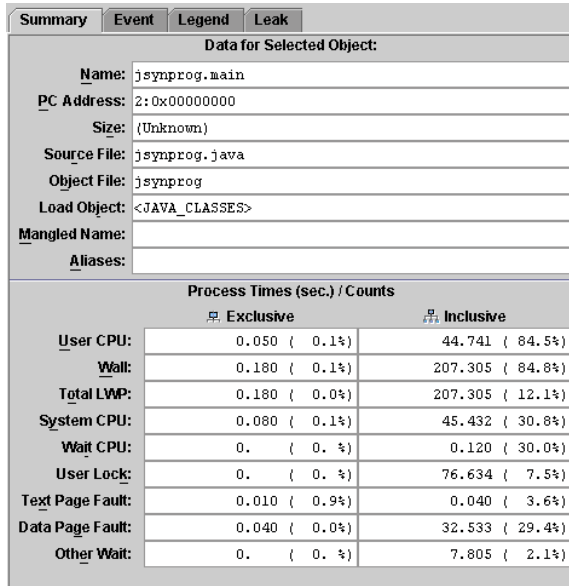 Summary Event Legend Leak
Data for Selected Object:
Name: jsynprog.main
PC Address: 2:0x00000000
Size: (Unknown)
Source File: jsynprog.java
Object File: jsynprog
Load Object: <JAVA_CLASSES>
Mangled Name:
Aliases:
Process Times (sec.) / Counts
Exclusive Inclusive
User CPU: 0.050 ( 0.1%) 44.741 ( 84.5%)
Wall: 0.180 ( 0.1%) 207.305 ( 84.8%)
Total LWP: 0.180 ( 0.0%) 207.305 ( 12.1%)
System CPU: 0.080 ( 0.1%) 45.432 ( 30.8%)
Wait CPU: 0. ( 0. %) 0.120 ( 30.0%)
User Lock: 0. ( 0. %) 76.634 ( 7.5%)
Text Page Fault: 0.010 ( 0.9%) 0.040 ( 3.6%)
Data Page Fault: 0.040 ( 0.0%) 32.533 ( 29.4%)
Other Wait: 0. ( 0. %) 7.805 ( 2.1%)